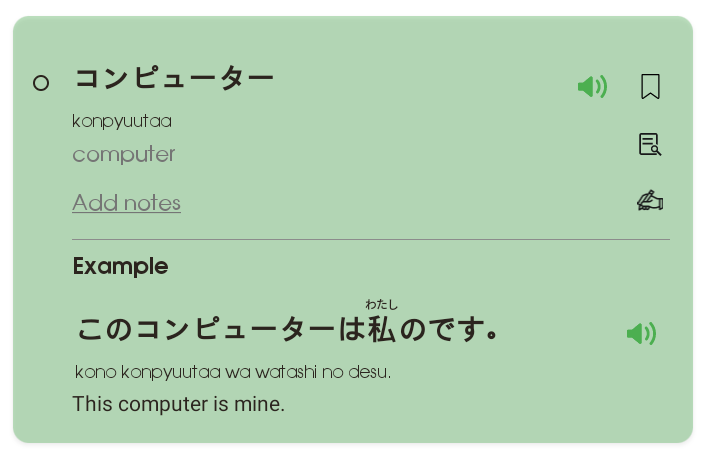 コンピューター
konpyuutaa
computer
Add notes
Example
わたし
このコンピューターは私のです。
kono konpyuutaa wa watashi no desu.
This computer is mine.